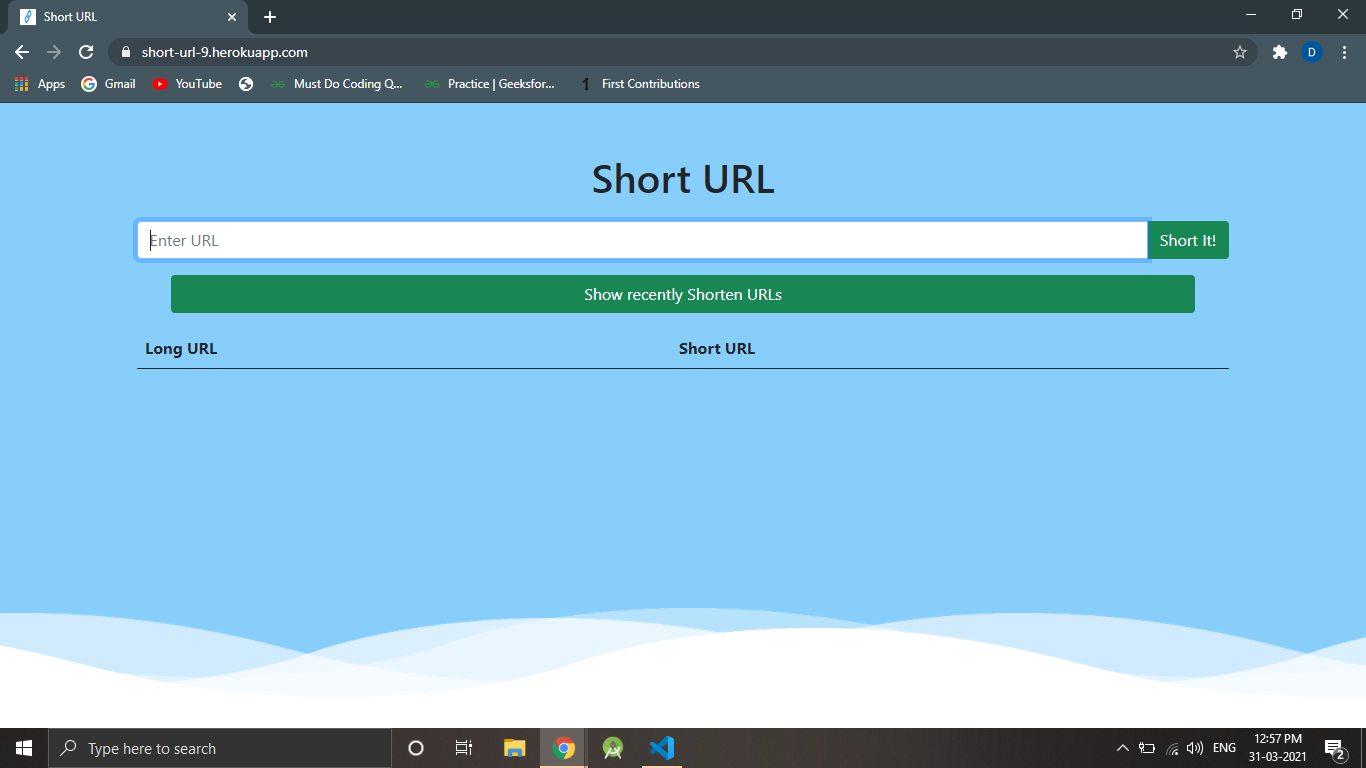 Short URL
short-url-9.herokuapp.com
D
Apps Gmail YouTube Must Do Coding Q... Practice | Geeksfor... First Contributions
Short URL
Enter URL Short It!
Show recently Shorten URLs
Long URL Short URL
Type here to search
ENG
12:57 PM
31-03-2021
2